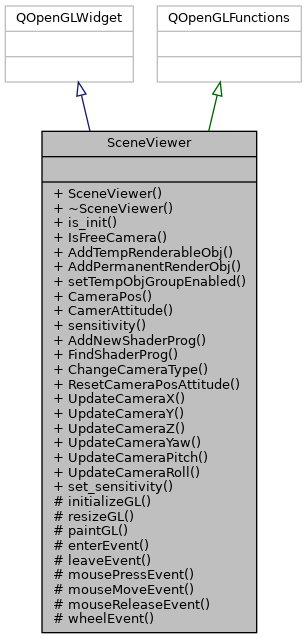 QOpenGLWidget
QOpenGLFunctions
SceneViewer
+ SceneViewer()
+ ~SceneViewer()
+ is_init()
+ IsFreeCamera()
+ AddTempRenderableObj()
+ AddPermanentRenderObj()
+ setTempObjGroupEnabled()
+ CameraPos()
+ CamerAttitude()
+ sensitivity()
+ AddNewShaderProg()
+ FindShaderProg()
+ ChangeCameraType()
+ ResetCameraPosAttitude()
+ UpdateCameraX()
+ UpdateCameraY()
+ UpdateCameraZ()
+ UpdateCameraYaw()
+ UpdateCameraPitch()
+ UpdateCameraRoll()
+ set_sensitivity()
# initializeGL()
# resizeGL()
# paintGL()
# enterEvent()
# leaveEvent()
# mousePressEvent()
# mouseMoveEvent()
# mouseReleaseEvent()
# wheelEvent()